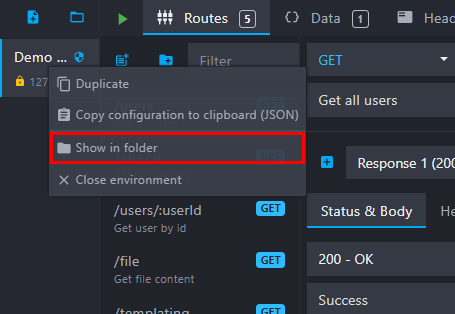 Routes 5
Data 1
Head
Demo ...
127
Filter
GET
Duplicate
Copy configuration to clipboard (JSON)
Show in folder
Close environment
Get all users
Response 1 (200
/users/:userId GET
Get user by id
Status & Body
He
/file GET
Get file content
200 - OK
/templating
Success